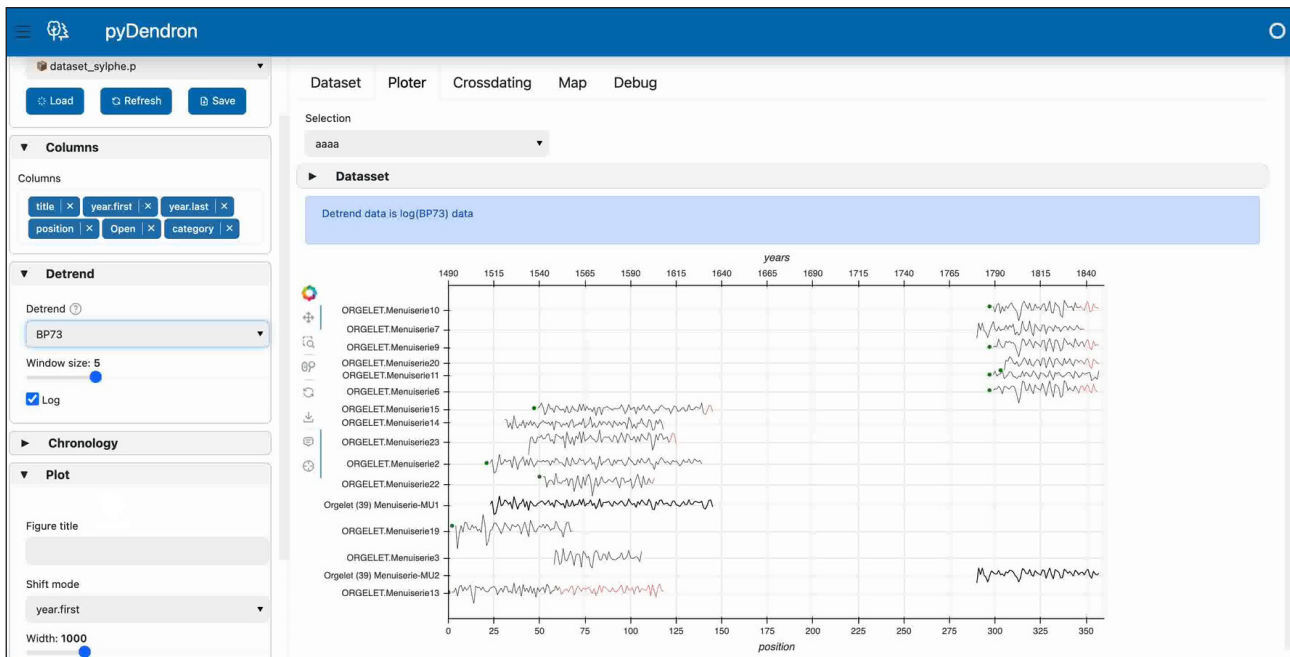 pyDendron
dataset_sylphe.p
Load Refresh Save
Columns
Columns
title × year.first × year.last ×
position × Open × category ×
Detrend
Detrend ?
BP73
Window size: 5
Log
Chronology
Plot
Figure title
Shift mode
year.first
Width: 1000
Dataset Ploter Crossdating Map Debug
Selection
aaaa
Datasset
Detrend data is log(BP73) data
years
1490 1515 1540 1565 1590 1615 1640 1665 1690 1715 1740 1765 1790 1815 1840
ORGELET.Menuiserie10
ORGELET.Menuiserie7
ORGELET.Menuiserie9
ORGELET.Menuiserie20
ORGELET.Menuiserie11
ORGELET.Menuiserie6
ORGELET.Menuiserie15
ORGELET.Menuiserie14
ORGELET.Menuiserie23
ORGELET.Menuiserie2
ORGELET.Menuiserie22
Orgelet (39) Menuiserie-MU1
ORGELET.Menuiserie19
ORGELET.Menuiserie3
Orgelet (39) Menuiserie-MU2
ORGELET.Menuiserie13
0 25 50 75 100 125 150 175 200 225 250 275 300 325 350
position